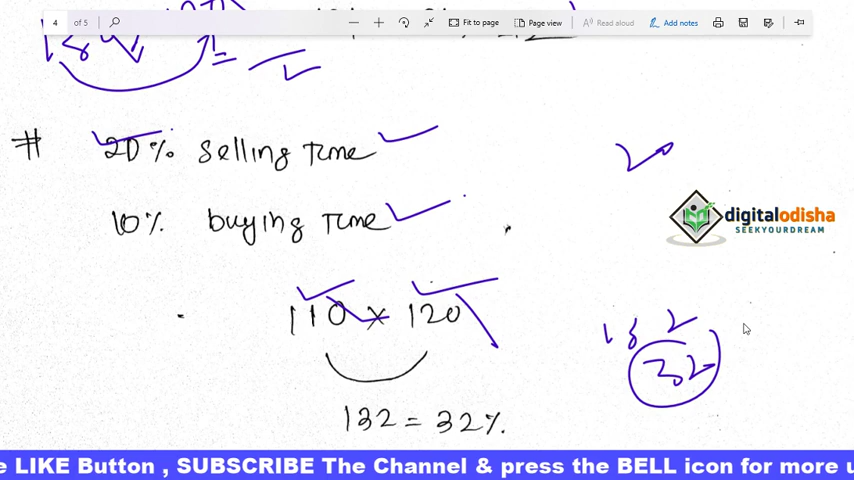 4 of 5 Fit to page Page view Read aloud Add notes
# 20% selling Time
10% buying Time
digitalodisha
SEEKYOURDREAM
110 × 120
132
32
132 = 32%.
e LIKE Button , SUBSCRIBE The Channel & press the BELL icon for more u